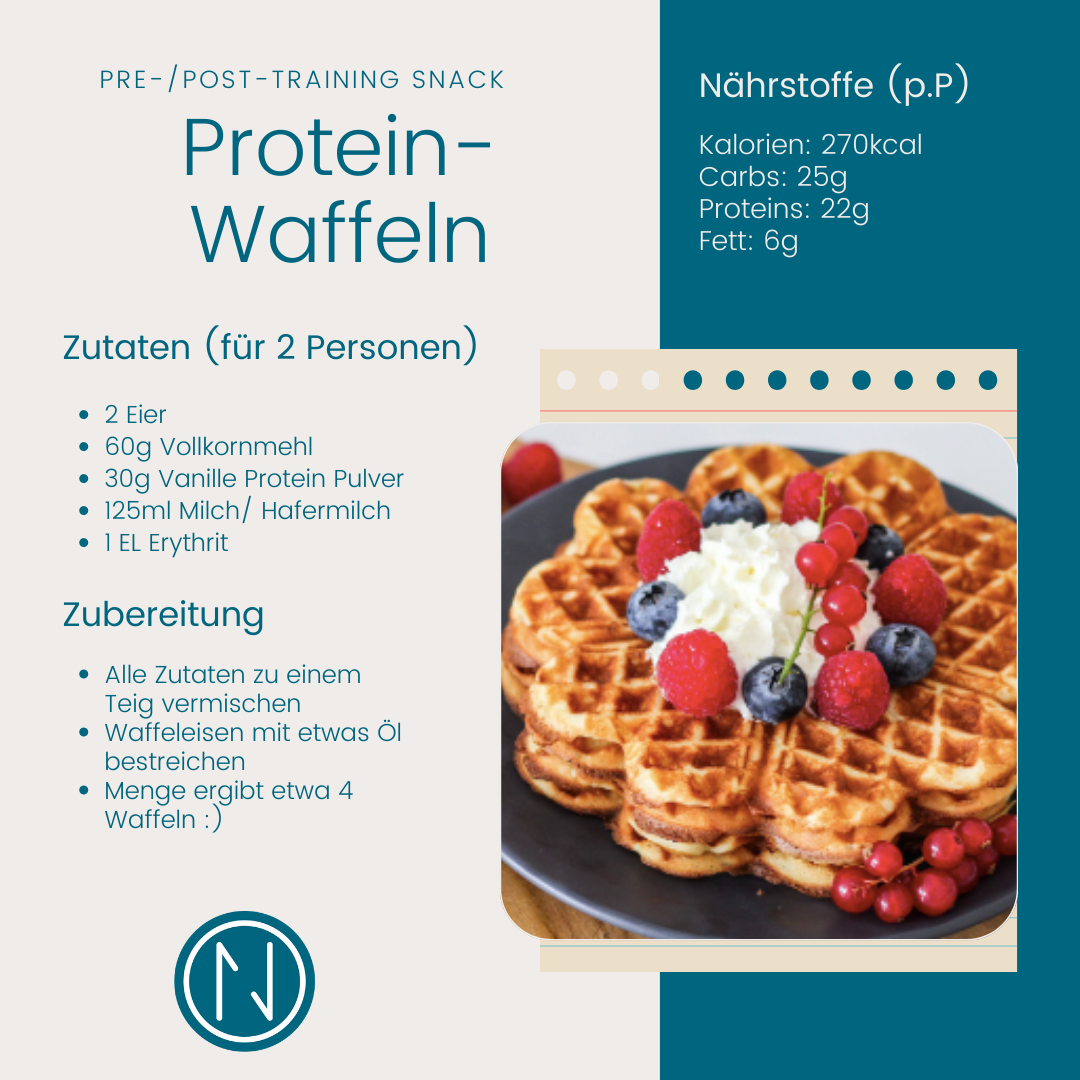 PRE-/POST-TRAINING SNACK
Protein-
Waffeln
Nährstoffe (p.P)
Kalorien: 270kcal
Carbs: 25g
Proteins: 22g
Fett: 6g
Zutaten (für 2 Personen)
• 2 Eier
• 60g Vollkornmehl
• 30g Vanille Protein Pulver
• 125ml Milch/ Hafermilch
• 1 EL Erythrit
Zubereitung
• Alle Zutaten zu einem
Teig vermischen
• Waffeleisen mit etwas Öl
bestreichen
• Menge ergibt etwa 4
Waffeln :)
N